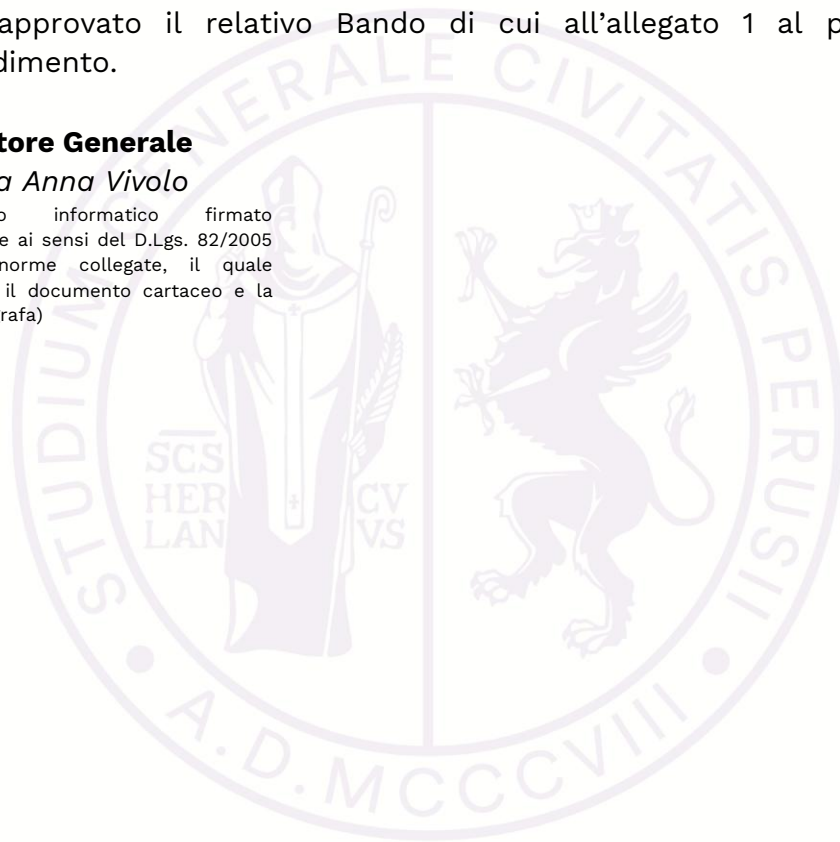 approvato il relativo Bando di cui all’allegato 1 al p
dimento.
tore Generale
a Anna Vivolo
o informatico firmato
e ai sensi del D.Lgs. 82/2005
norme collegate, il quale
il documento cartaceo e la
rafa)
STUDIUM GENERALE CIVITATIS PERUSII
SCS
HER
LAN
CV
VS
A.D.MCCCVIII